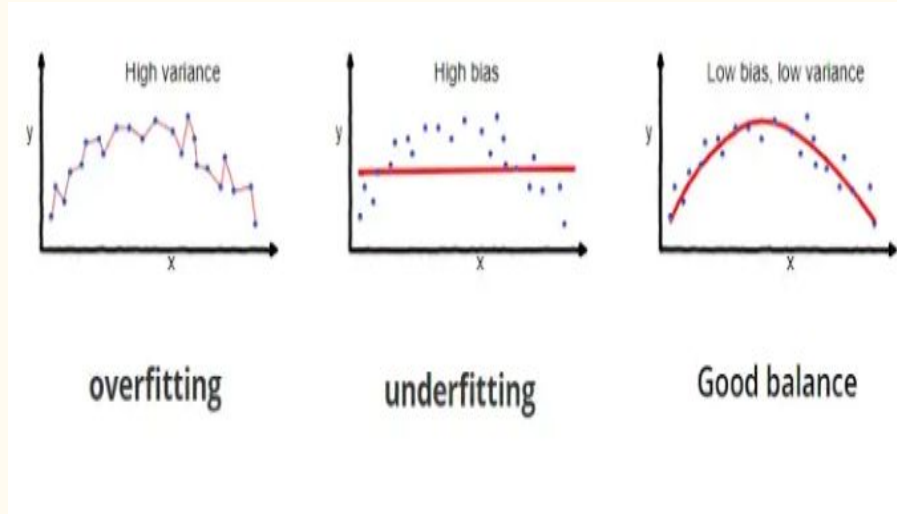 High variance
y
x
overfitting
High bias
y
x
underfitting
Low bias, low variance
y
x
Good balance